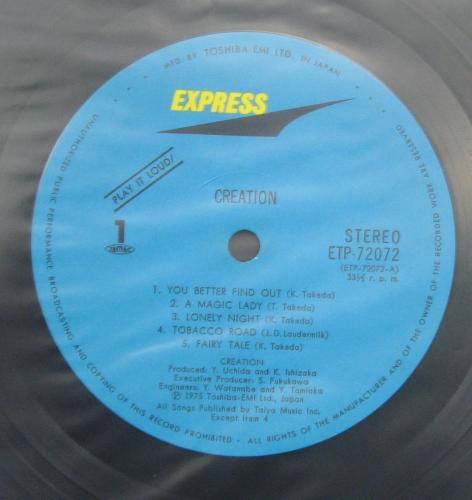 MFD. BY TOSHIBA-EMI LTD. IN JAPAN
EXPRESS
PLAY IT LOUD!
CREATION
1
JASRAC
STEREO
ETP-72072
(ETP-72072-A)
33⅓ r. p. m.
1. YOU BETTER FIND OUT (K. Takeda)
2. A MAGIC LADY (T. Takeda)
3. LONELY NIGHT (K. Takeda)
4. TOBACCO ROAD (J.D. Laudermilk)
5. FAIRY TALE (K. Takeda)
CREATION
Produced: Y. Uchida and K. Ishizaka
Executive Producer: S. Fukukawa
Engineers: Y. Watanabe and Y. Tamioka
℗ 1975 Toshiba-EMI Ltd., Japan
All Songs Published by Taiyo Music Inc.
Except Item 4
UNAUTHORIZED PUBLIC PERFORMANCE, BROADCASTING AND COPYING OF THIS RECORD PROHIBITED • ALL RIGHTS OF THE MANUFACTURER AND OF THE OWNER OF THE RECORDED WORK ARE RESERVED